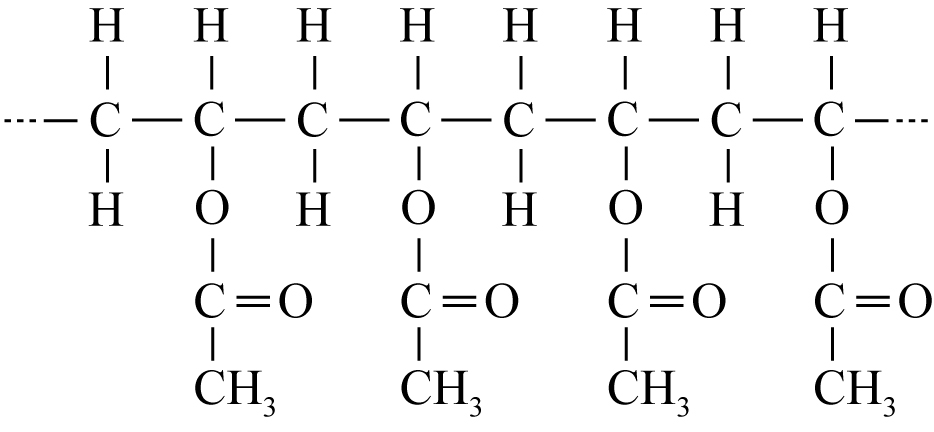 H H H H H H H H
C C C C C C C C
H O H O H O H O
C=O C=O C=O C=O
CH₃ CH₃ CH₃ CH₃